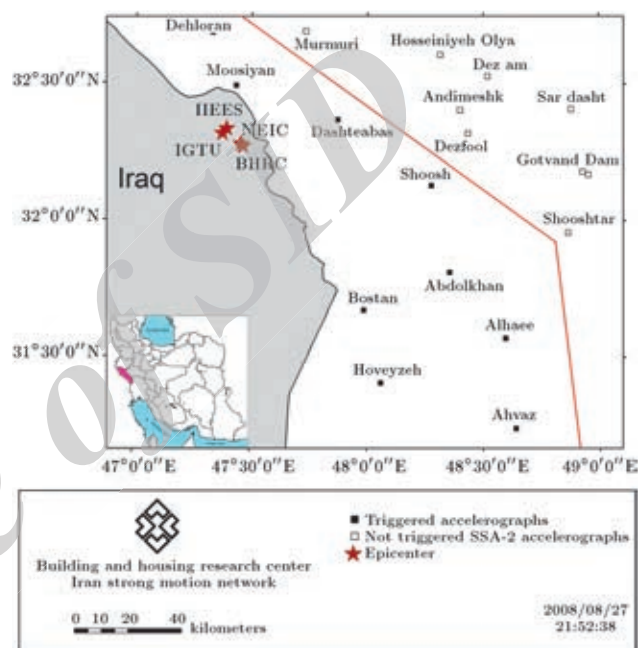 Dehloran
Murmuri
Hosseiniyeh Olya
Dez am
32°30′0″N
Moosiyan
Andimeshk
Sar dasht
IIEES
NEIC
Dashteabas
Dezfool
IGTU
BHRC
Gotvand Dam
Iraq
Shoosh
32°0′0″N
Shooshtar
Abdolkhan
Bostan
Alhaee
31°30′0″N
Hoveyzeh
Ahvaz
47°0′0″E
47°30′0″E
48°0′0″E
48°30′0″E
49°0′0″E
of SID
Building and housing research center
Iran strong motion network
0 10 20 40 kilometers
Triggered accelerographs
Not triggered SSA-2 accelerographs
Epicenter
2008/08/27
21:52:38